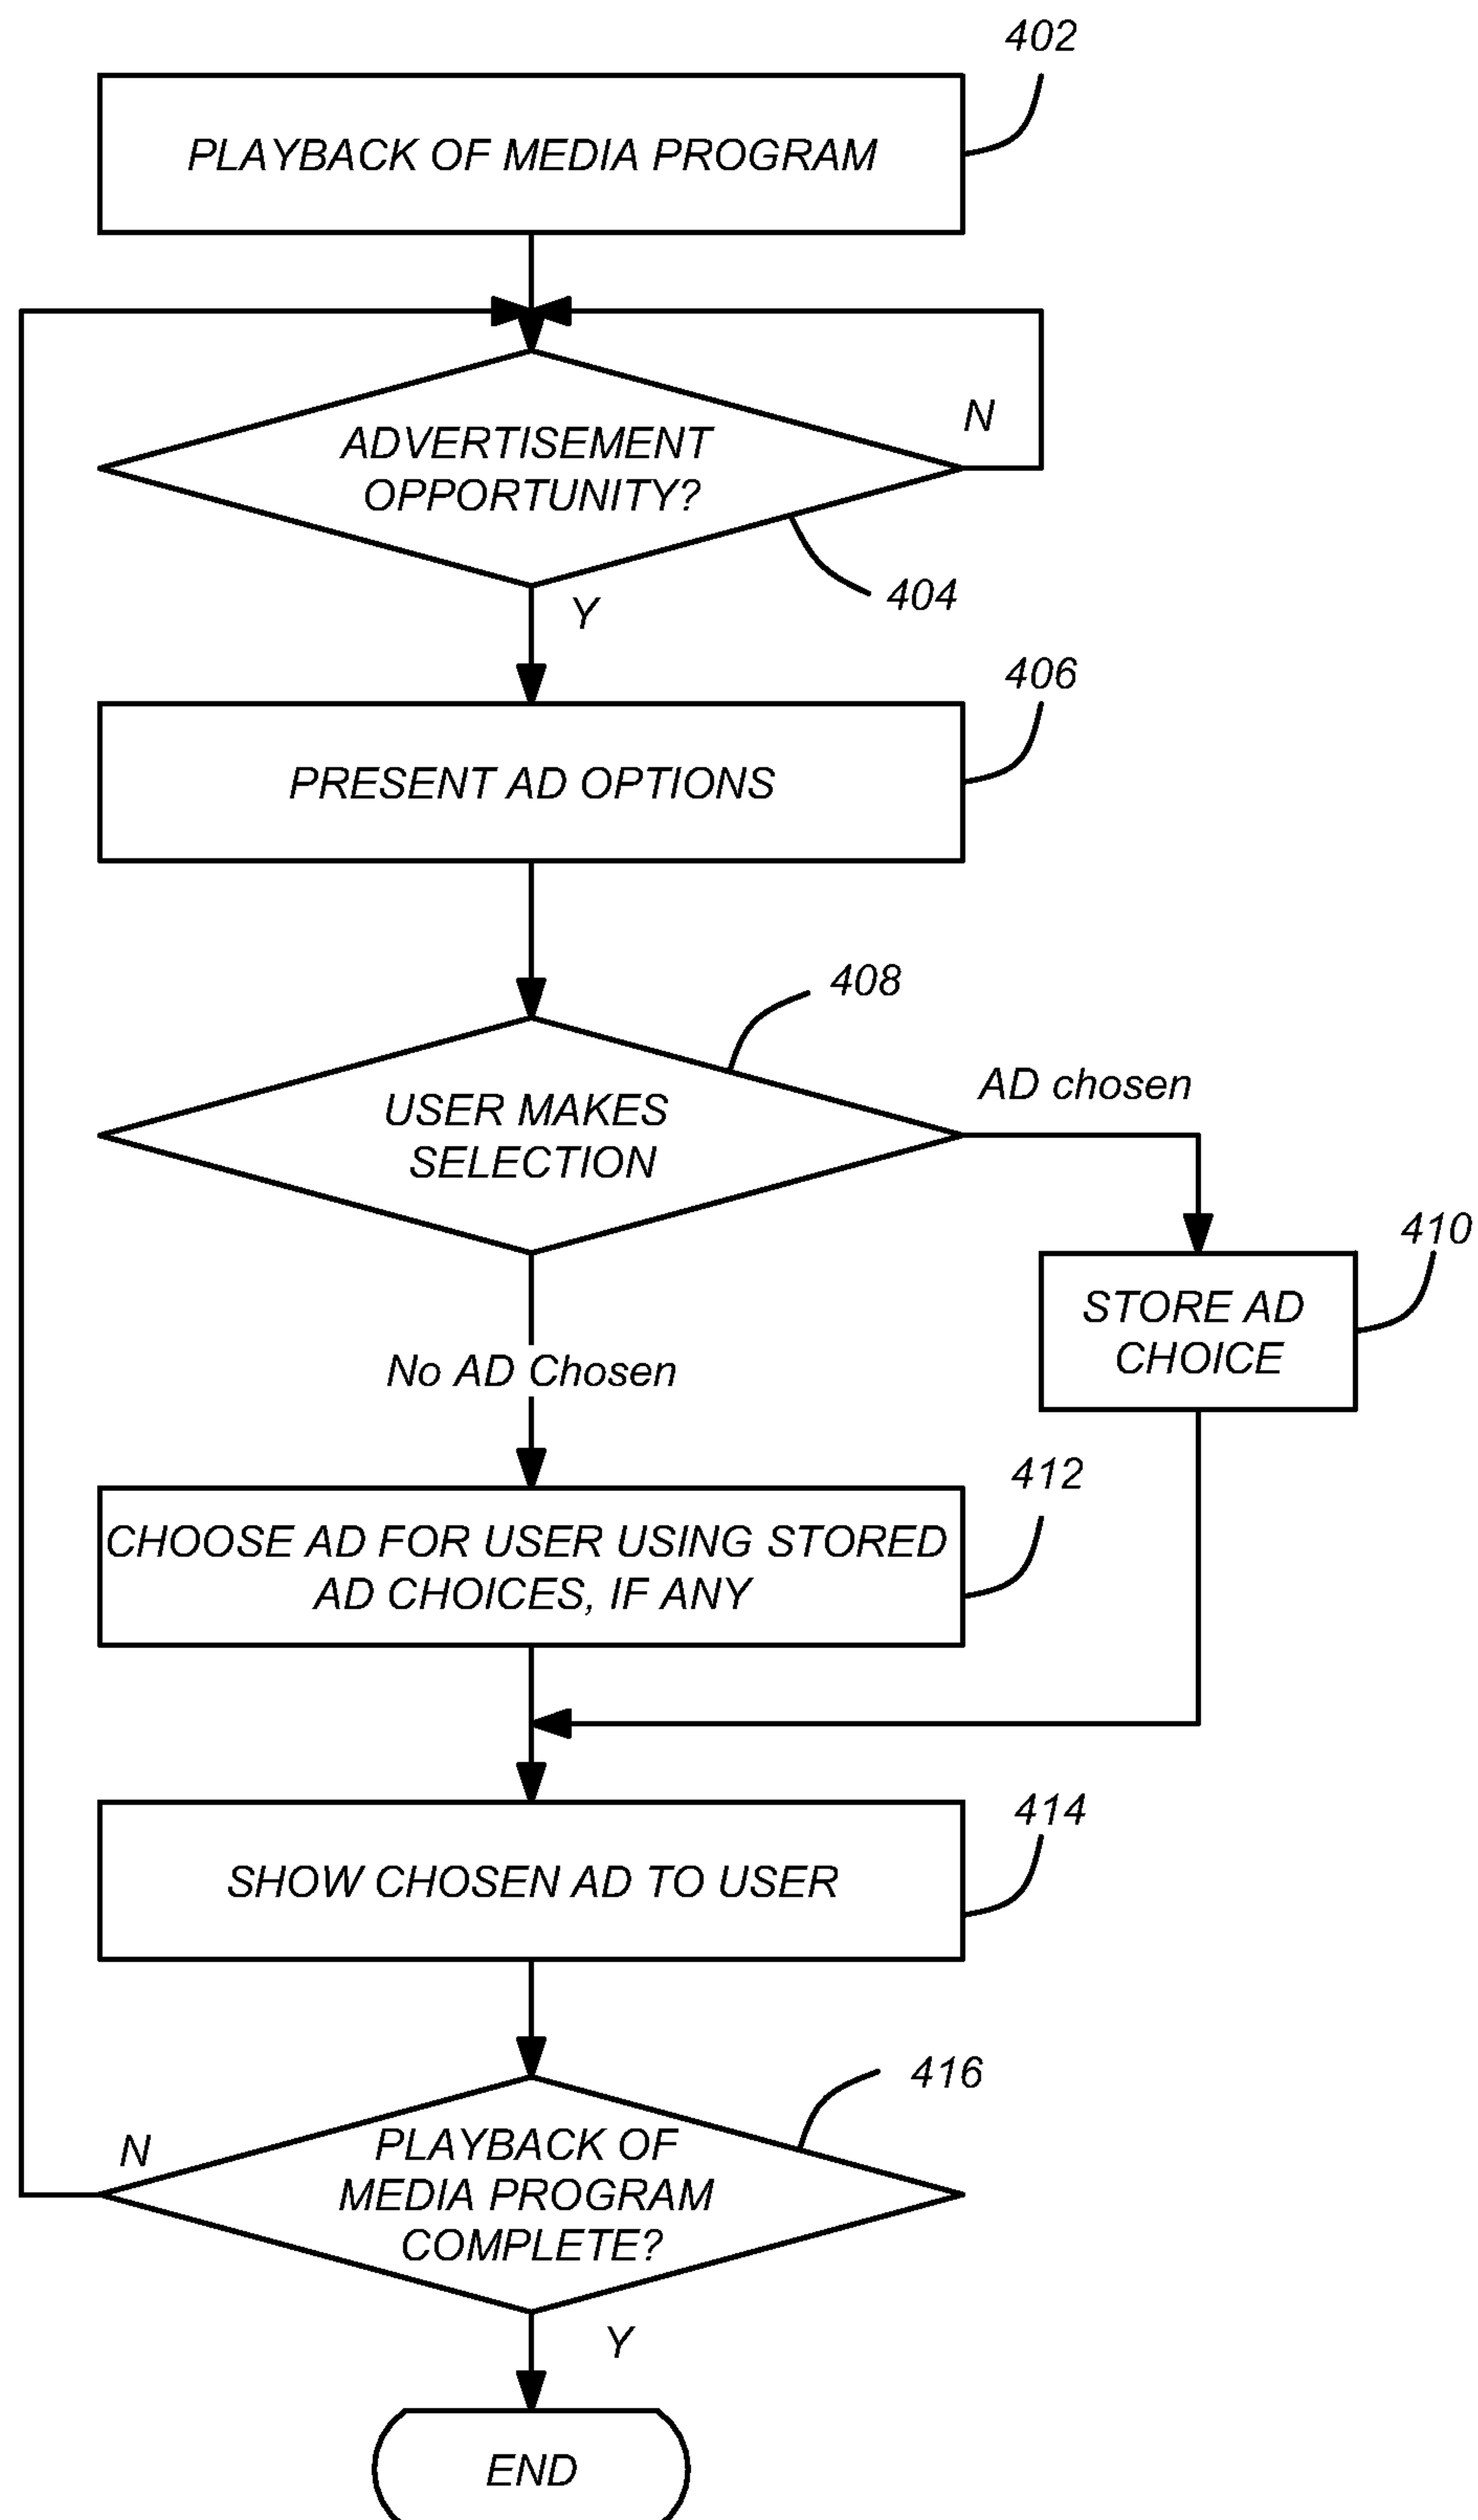 402
PLAYBACK OF MEDIA PROGRAM
ADVERTISEMENT
OPPORTUNITY?
N
404
Y
406
PRESENT AD OPTIONS
408
USER MAKES
SELECTION
AD chosen
410
STORE AD
CHOICE
No AD Chosen
412
CHOOSE AD FOR USER USING STORED
AD CHOICES, IF ANY
414
SHOW CHOSEN AD TO USER
416
N
PLAYBACK OF
MEDIA PROGRAM
COMPLETE?
Y
END